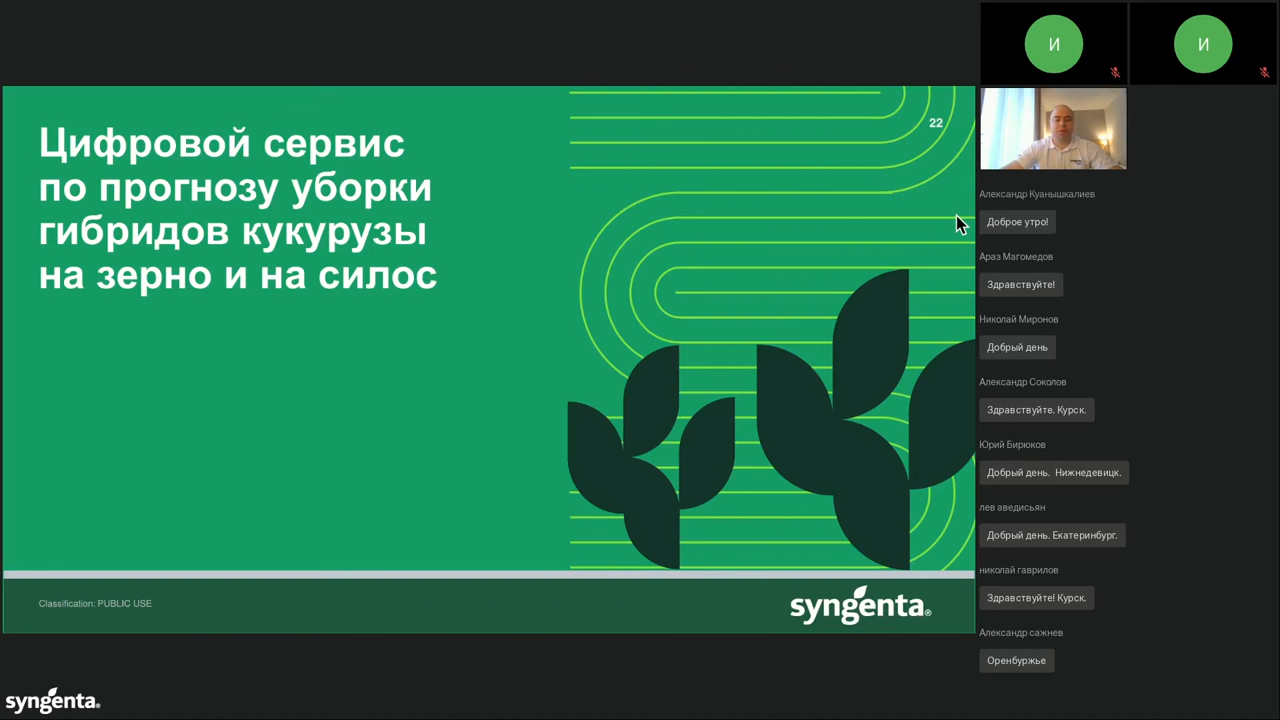 Цифровой сервис
по прогнозу уборки
гибридов кукурузы
на зерно и на силос
22
Classification: PUBLIC USE
syngenta®
syngenta®
И
И
Александр Куанышкалиев
Доброе утро!
Араз Магомедов
Здравствуйте!
Николай Миронов
Добрый день
Александр Соколов
Здравствуйте. Курск.
Юрий Бирюков
Добрый день. Нижнедевицк.
лев аведисьян
Добрый день. Екатеринбург.
николай гаврилов
Здравствуйте! Курск.
Александр сажнев
Оренбуржье